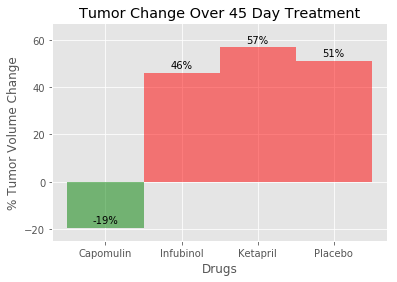 Tumor Change Over 45 Day Treatment
% Tumor Volume Change
60
40
20
0
−20
-19%
46%
57%
51%
Capomulin
Infubinol
Ketapril
Placebo
Drugs